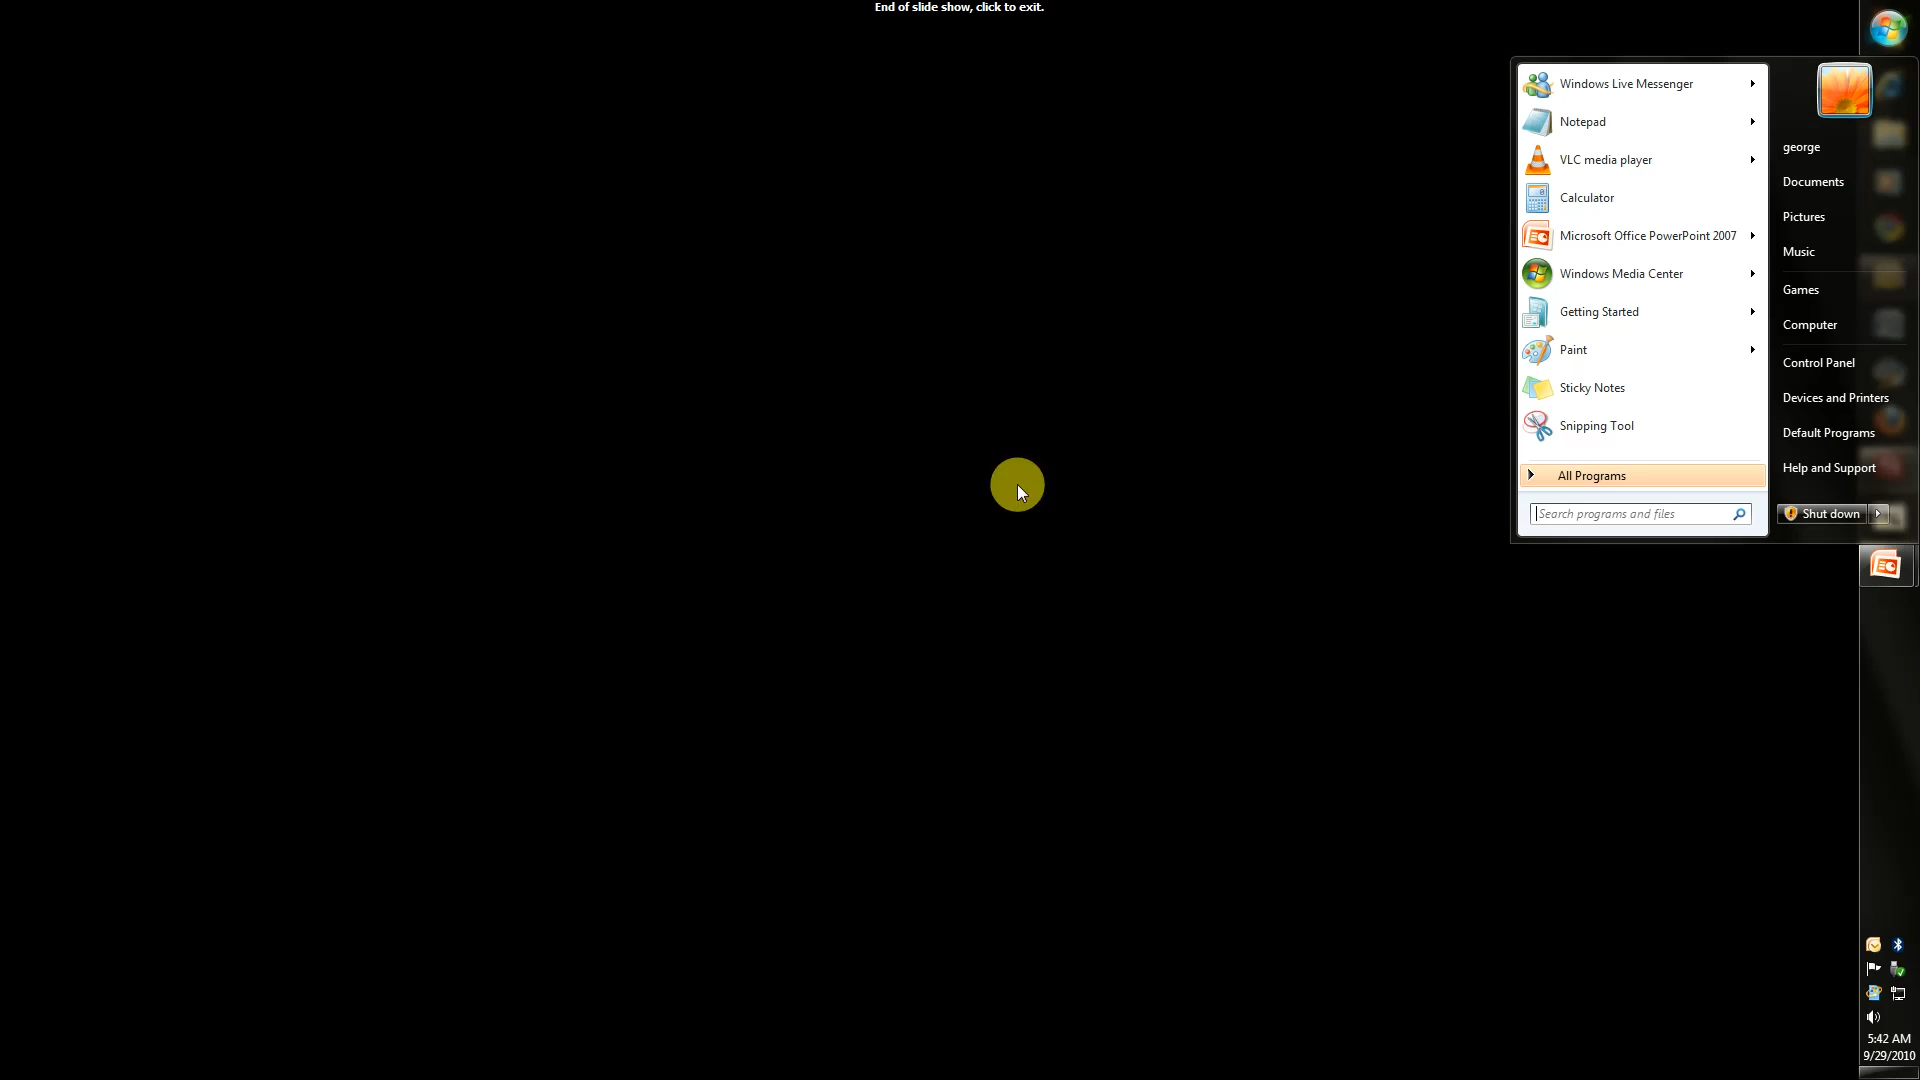 End of slide show, click to exit.
Windows Live Messenger
Notepad
VLC media player
Calculator
Microsoft Office PowerPoint 2007
Windows Media Center
Getting Started
Paint
Sticky Notes
Snipping Tool
All Programs
Search programs and files
george
Documents
Pictures
Music
Games
Computer
Control Panel
Devices and Printers
Default Programs
Help and Support
Shut down
5:42 AM
9/29/2010